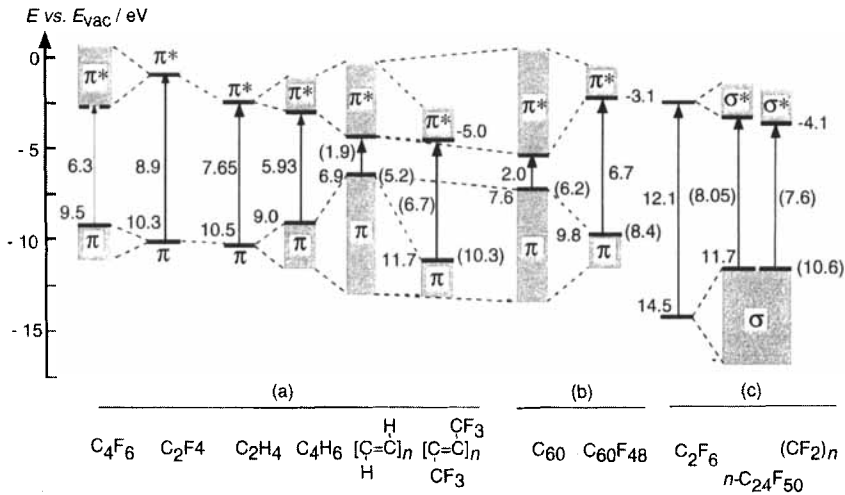 E vs. Evac / eV
0
- 5
- 10
- 15
π* π* π* π* π* π* π* π* σ* σ*
-5.0 -3.1 -4.1
6.3 8.9 7.65 5.93 (1.9) (6.7) 2.0 6.7 12.1 (8.05) (7.6)
9.5 10.3 10.5 9.0 6.9 (5.2) 11.7 (10.3) 7.6 (6.2) 9.8 (8.4) 14.5 11.7 (10.6)
π π π π π π π π σ
(a) (b) (c)
C4F6 C2F4 C2H4 C4H6 [C=C]n H H [C=C]n CF3 CF3 C60 C60F48 C2F6 n-C24F50 (CF2)n